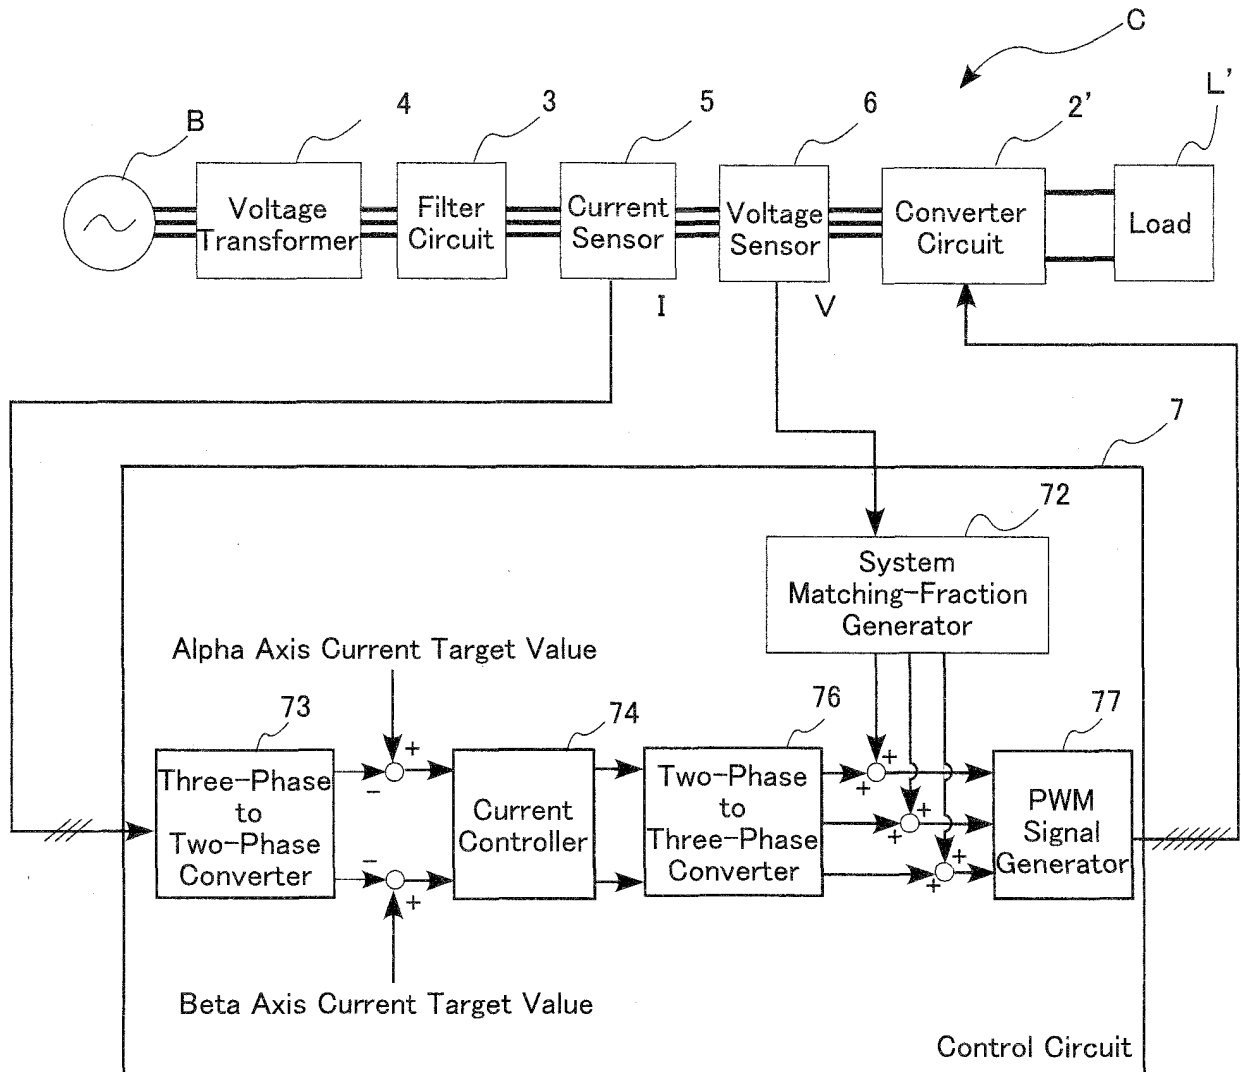 C
B
4
3
5
6
2'
L'
Voltage
Transformer
Filter
Circuit
Current
Sensor
Voltage
Sensor
Converter
Circuit
Load
I
V
7
72
System
Matching-Fraction
Generator
Alpha Axis Current Target Value
73
74
76
77
+
-
Three-Phase
to
Two-Phase
Converter
-
+
Current
Controller
Two-Phase
to
Three-Phase
Converter
+
+
+
+
+
+
PWM
Signal
Generator
Beta Axis Current Target Value
Control Circuit